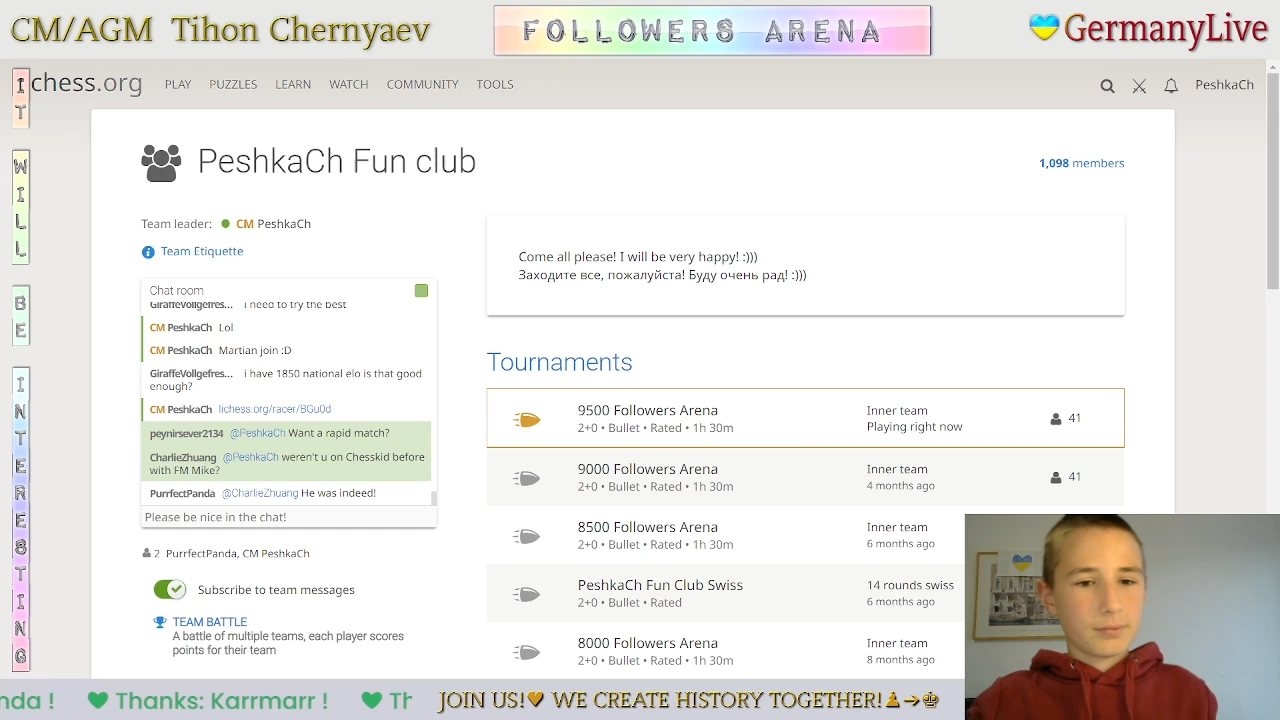 CM/AGM Tihon Chernyaev
FOLLOWERS ARENA
GermanyLive
IT WILL BE INTERESTING
chess.org
PLAY PUZZLES LEARN WATCH COMMUNITY TOOLS
PeshkaCh
PeshkaCh Fun club
1,098 members
Team leader: CM PeshkaCh
Team Etiquette
Come all please! I will be very happy! :)))
Заходите все, пожалуйста! Буду очень рад! :)))
Chat room
GiraffeVollgefres... i need to try the best
CM PeshkaCh Lol
CM PeshkaCh Martian join :D
GiraffeVollgefres... i have 1850 national elo is that good
enough?
CM PeshkaCh lichess.org/racer/BGu0d
peynirsever2134 @PeshkaCh Want a rapid match?
CharlieZhuang @PeshkaCh weren't u on Chesskid before
with FM Mike?
PurrfectPanda @CharlieZhuang He was indeed!
Please be nice in the chat!
2 PurrfectPanda, CM PeshkaCh
Subscribe to team messages
TEAM BATTLE
A battle of multiple teams, each player scores
points for their team
Tournaments
9500 Followers Arena
2+0 • Bullet • Rated • 1h 30m
Inner team
Playing right now
41
9000 Followers Arena
2+0 • Bullet • Rated • 1h 30m
Inner team
4 months ago
41
8500 Followers Arena
2+0 • Bullet • Rated • 1h 30m
Inner team
6 months ago
PeshkaCh Fun Club Swiss
2+0 • Bullet • Rated
14 rounds swiss
6 months ago
8000 Followers Arena
2+0 • Bullet • Rated • 1h 30m
Inner team
8 months ago
nda ! Thanks: Karrmarr ! Th
JOIN US! WE CREATE HISTORY TOGETHER!